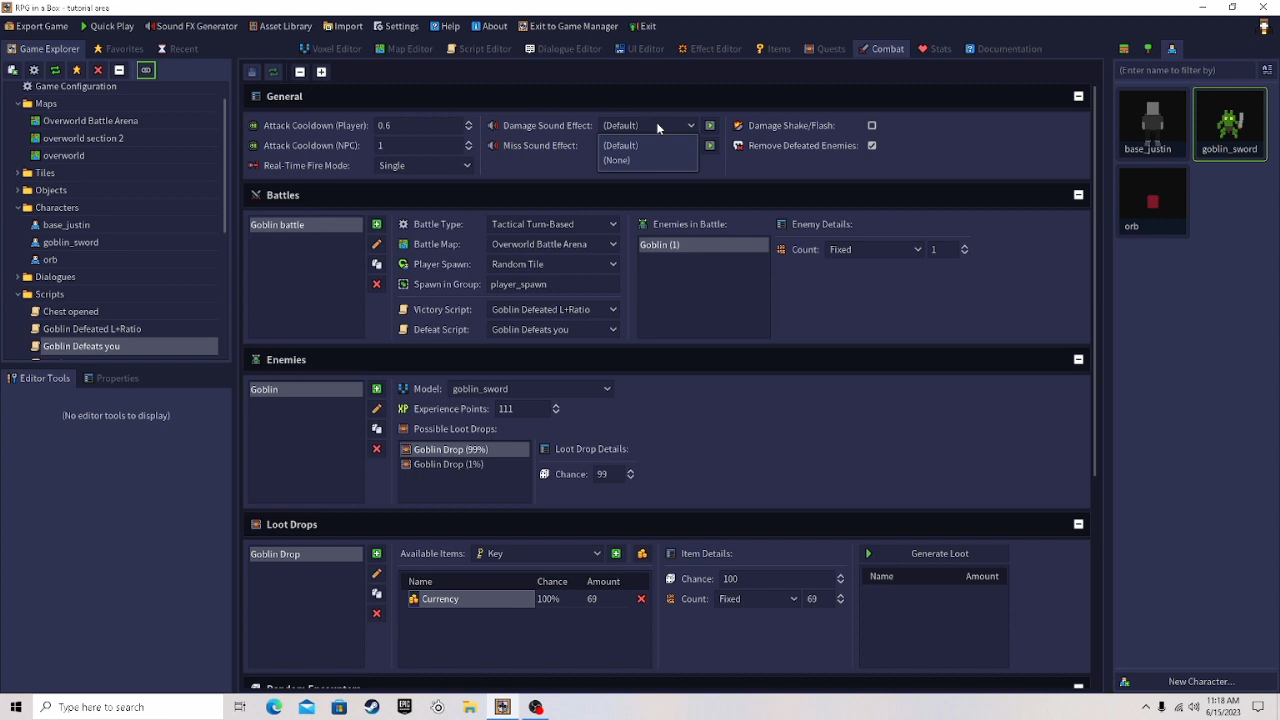 RPG in a Box - tutorial area
Export Game Quick Play Sound FX Generator Asset Library Import Settings Help About Exit to Game Manager Exit
Game Explorer Favorites Recent Voxel Editor Map Editor Script Editor Dialogue Editor UI Editor Effect Editor Items Quests Combat Stats Documentation
(Enter name to filter by)
Game Configuration
Maps
Overworld Battle Arena
overworld section 2
overworld
Tiles
Objects
Characters
base_justin
goblin_sword
orb
Dialogues
Scripts
Chest opened
Goblin Defeated L+Ratio
Goblin Defeats you
Editor Tools Properties
(No editor tools to display)
General
Attack Cooldown (Player): 0.6 Damage Sound Effect: (Default) Damage Shake/Flash:
Attack Cooldown (NPC): 1 Miss Sound Effect: (Default) Remove Defeated Enemies:
(None)
Real-Time Fire Mode: Single
Battles
Goblin battle
Battle Type: Tactical Turn-Based
Battle Map: Overworld Battle Arena
Player Spawn: Random Tile
Spawn in Group: player_spawn
Victory Script: Goblin Defeated L+Ratio
Defeat Script: Goblin Defeats you
Enemies in Battle:
Goblin (1)
Enemy Details:
Count: Fixed 1
Enemies
Goblin
Model: goblin_sword
Experience Points: 111
Possible Loot Drops:
Goblin Drop (99%)
Goblin Drop (1%)
Loot Drop Details:
Chance: 99
Loot Drops
Goblin Drop
Available Items: Key
Name Chance Amount
Currency 100% 69
Item Details:
Chance: 100
Count: Fixed 69
Generate Loot
Name Amount
Random Encounters
base_justin
goblin_sword
orb
New Character...
Type here to search
11:18 AM
6/15/2023